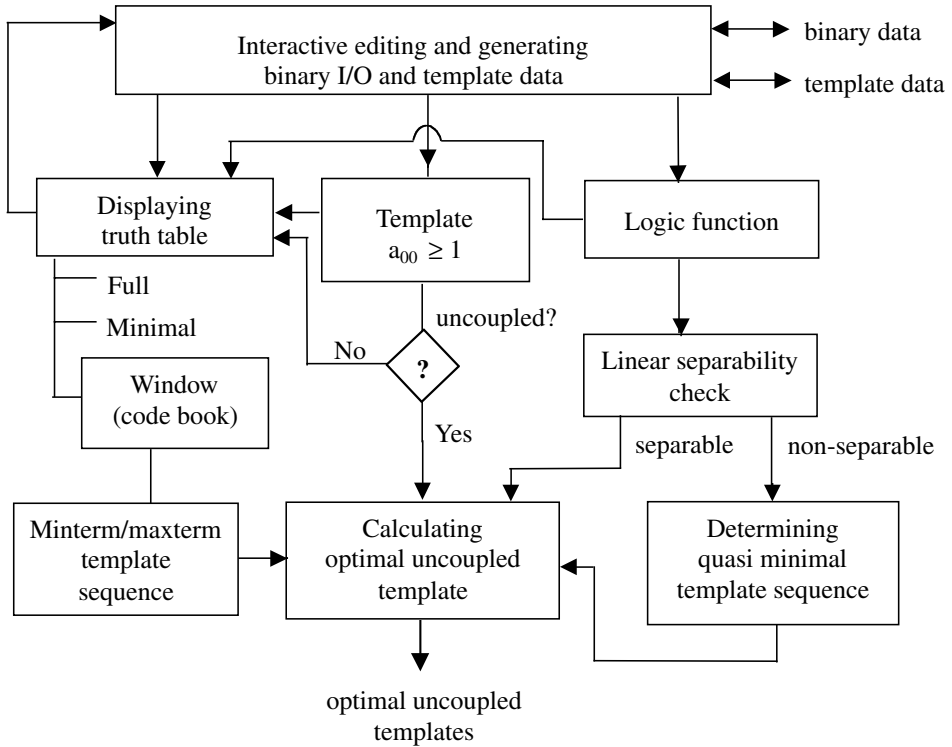 Interactive editing and generating
binary I/O and template data
binary data
template data
Displaying
truth table
Template
a₀₀ ≥ 1
Logic function
Full
Minimal
uncoupled?
No
?
Yes
Linear separability
check
Window
(code book)
separable
non-separable
Minterm/maxterm
template
sequence
Calculating
optimal uncoupled
template
Determining
quasi minimal
template sequence
optimal uncoupled
templates